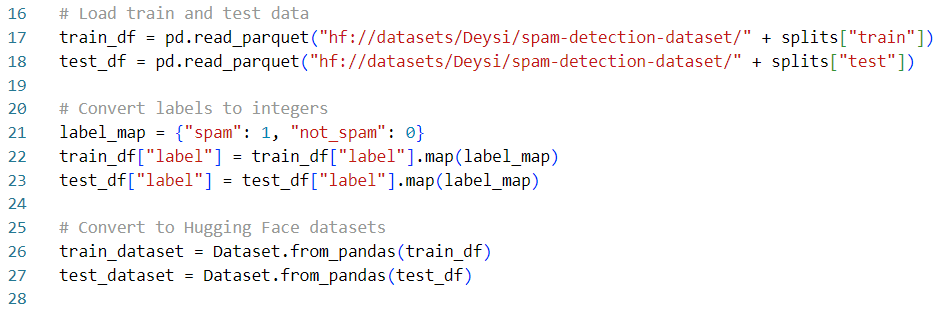 16 # Load train and test data
17 train_df = pd.read_parquet("hf://datasets/Deysi/spam-detection-dataset/" + splits["train"])
18 test_df = pd.read_parquet("hf://datasets/Deysi/spam-detection-dataset/" + splits["test"])
19
20 # Convert labels to integers
21 label_map = {"spam": 1, "not_spam": 0}
22 train_df["label"] = train_df["label"].map(label_map)
23 test_df["label"] = test_df["label"].map(label_map)
24
25 # Convert to Hugging Face datasets
26 train_dataset = Dataset.from_pandas(train_df)
27 test_dataset = Dataset.from_pandas(test_df)
28